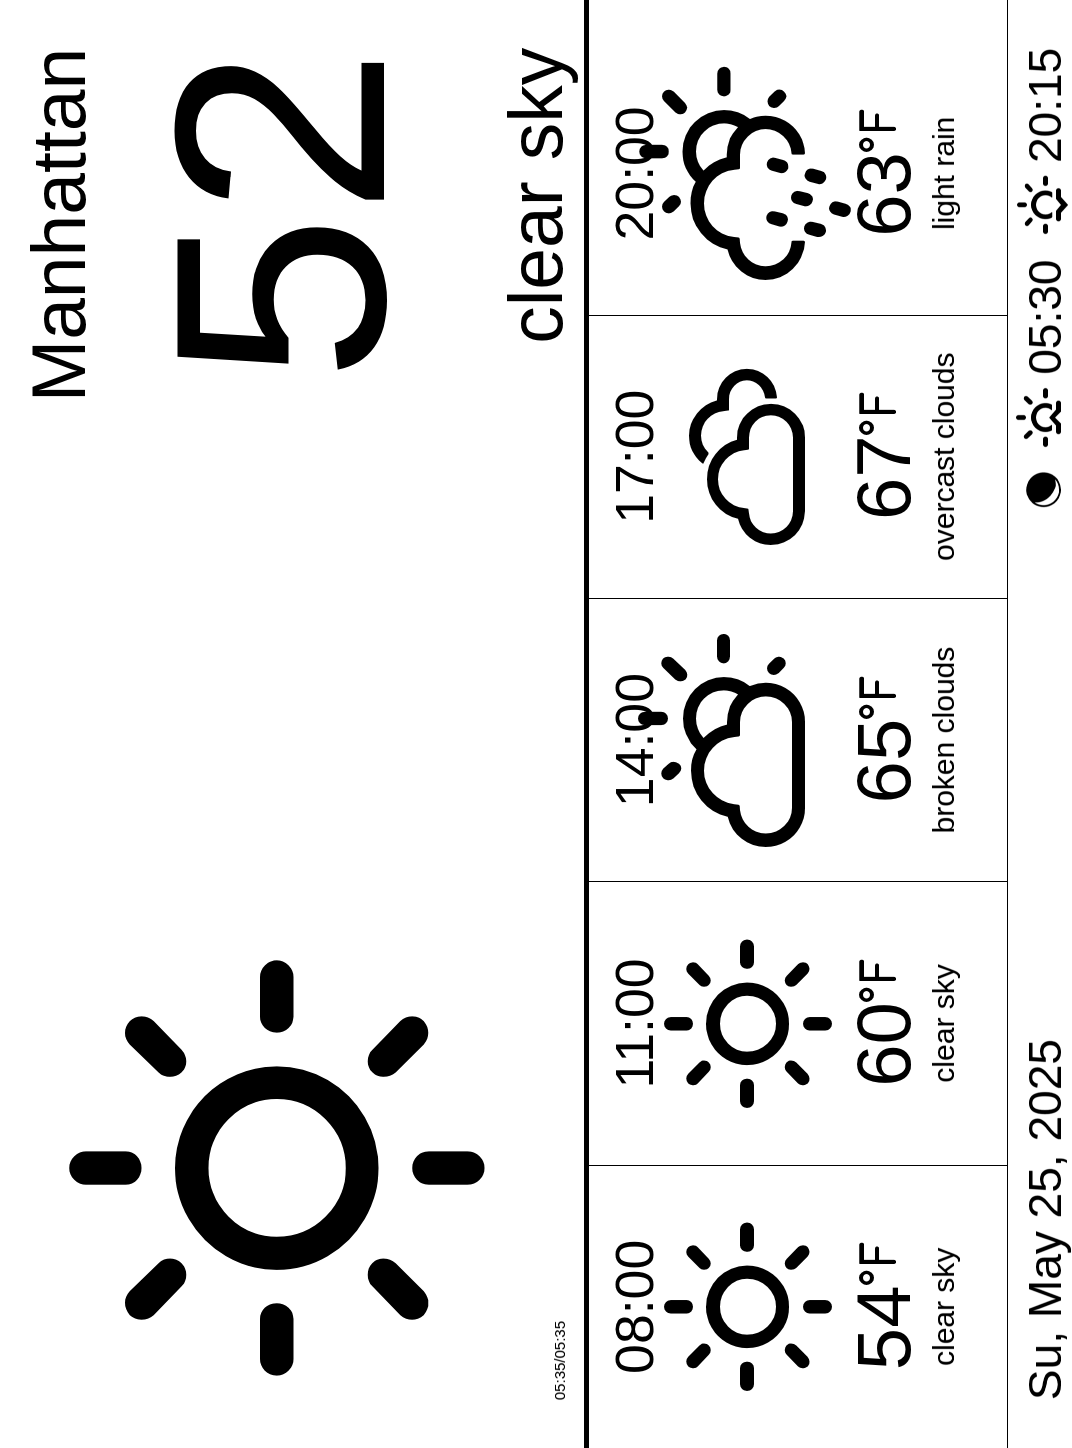 Manhattan
52
clear sky
05:35/05:35
08:00
54°F
clear sky
11:00
60°F
clear sky
14:00
65°F
broken clouds
17:00
67°F
overcast clouds
20:00
63°F
light rain
Su, May 25, 2025
05:30
20:15